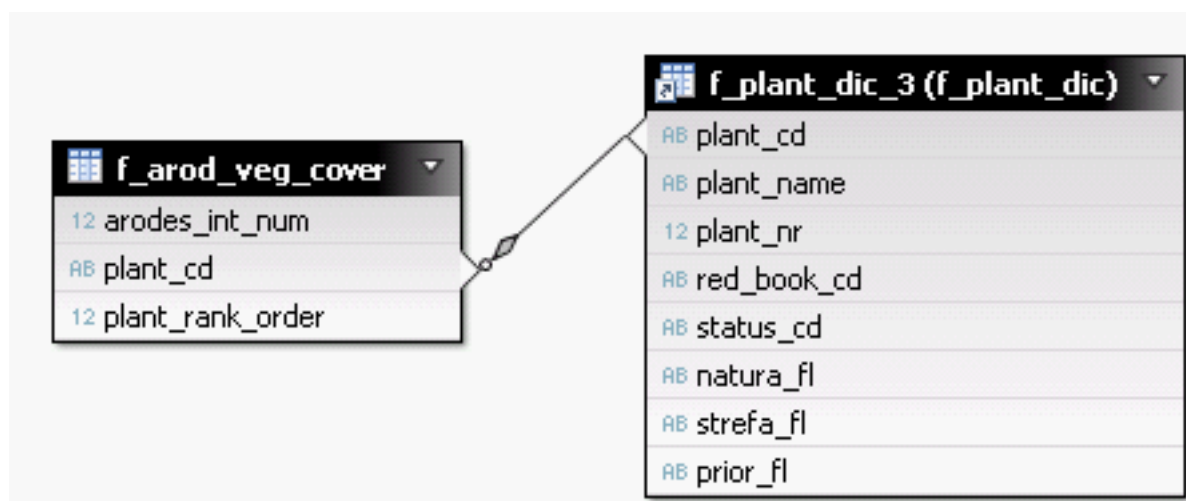 f_arod_veg_cover
12 arodes_int_num
AB plant_cd
12 plant_rank_order
f_plant_dic_3 (f_plant_dic)
AB plant_cd
AB plant_name
12 plant_nr
AB red_book_cd
AB status_cd
AB natura_fl
AB strefa_fl
AB prior_fl